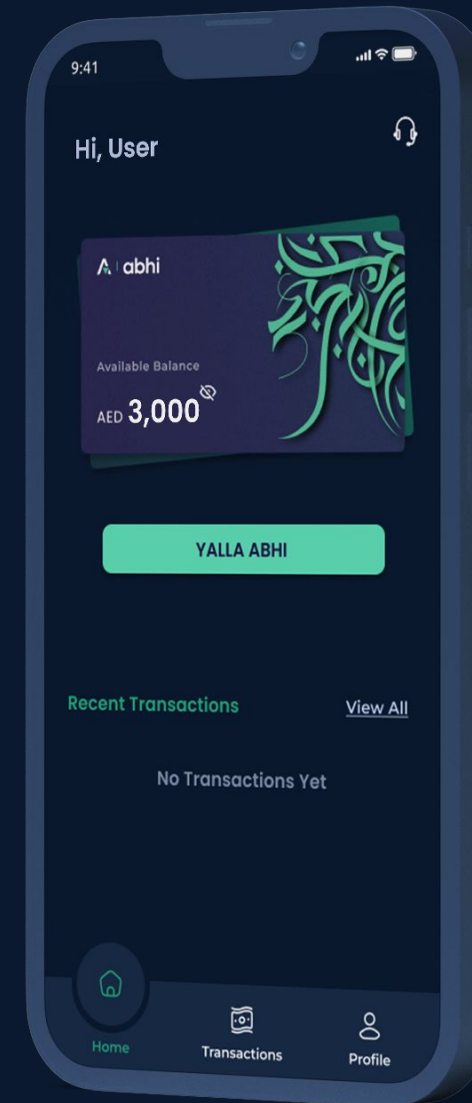 9:41
Hi, User
abhi
Available Balance
AED 3,000
YALLA ABHI
Recent Transactions
View All
No Transactions Yet
Home
Transactions
Profile